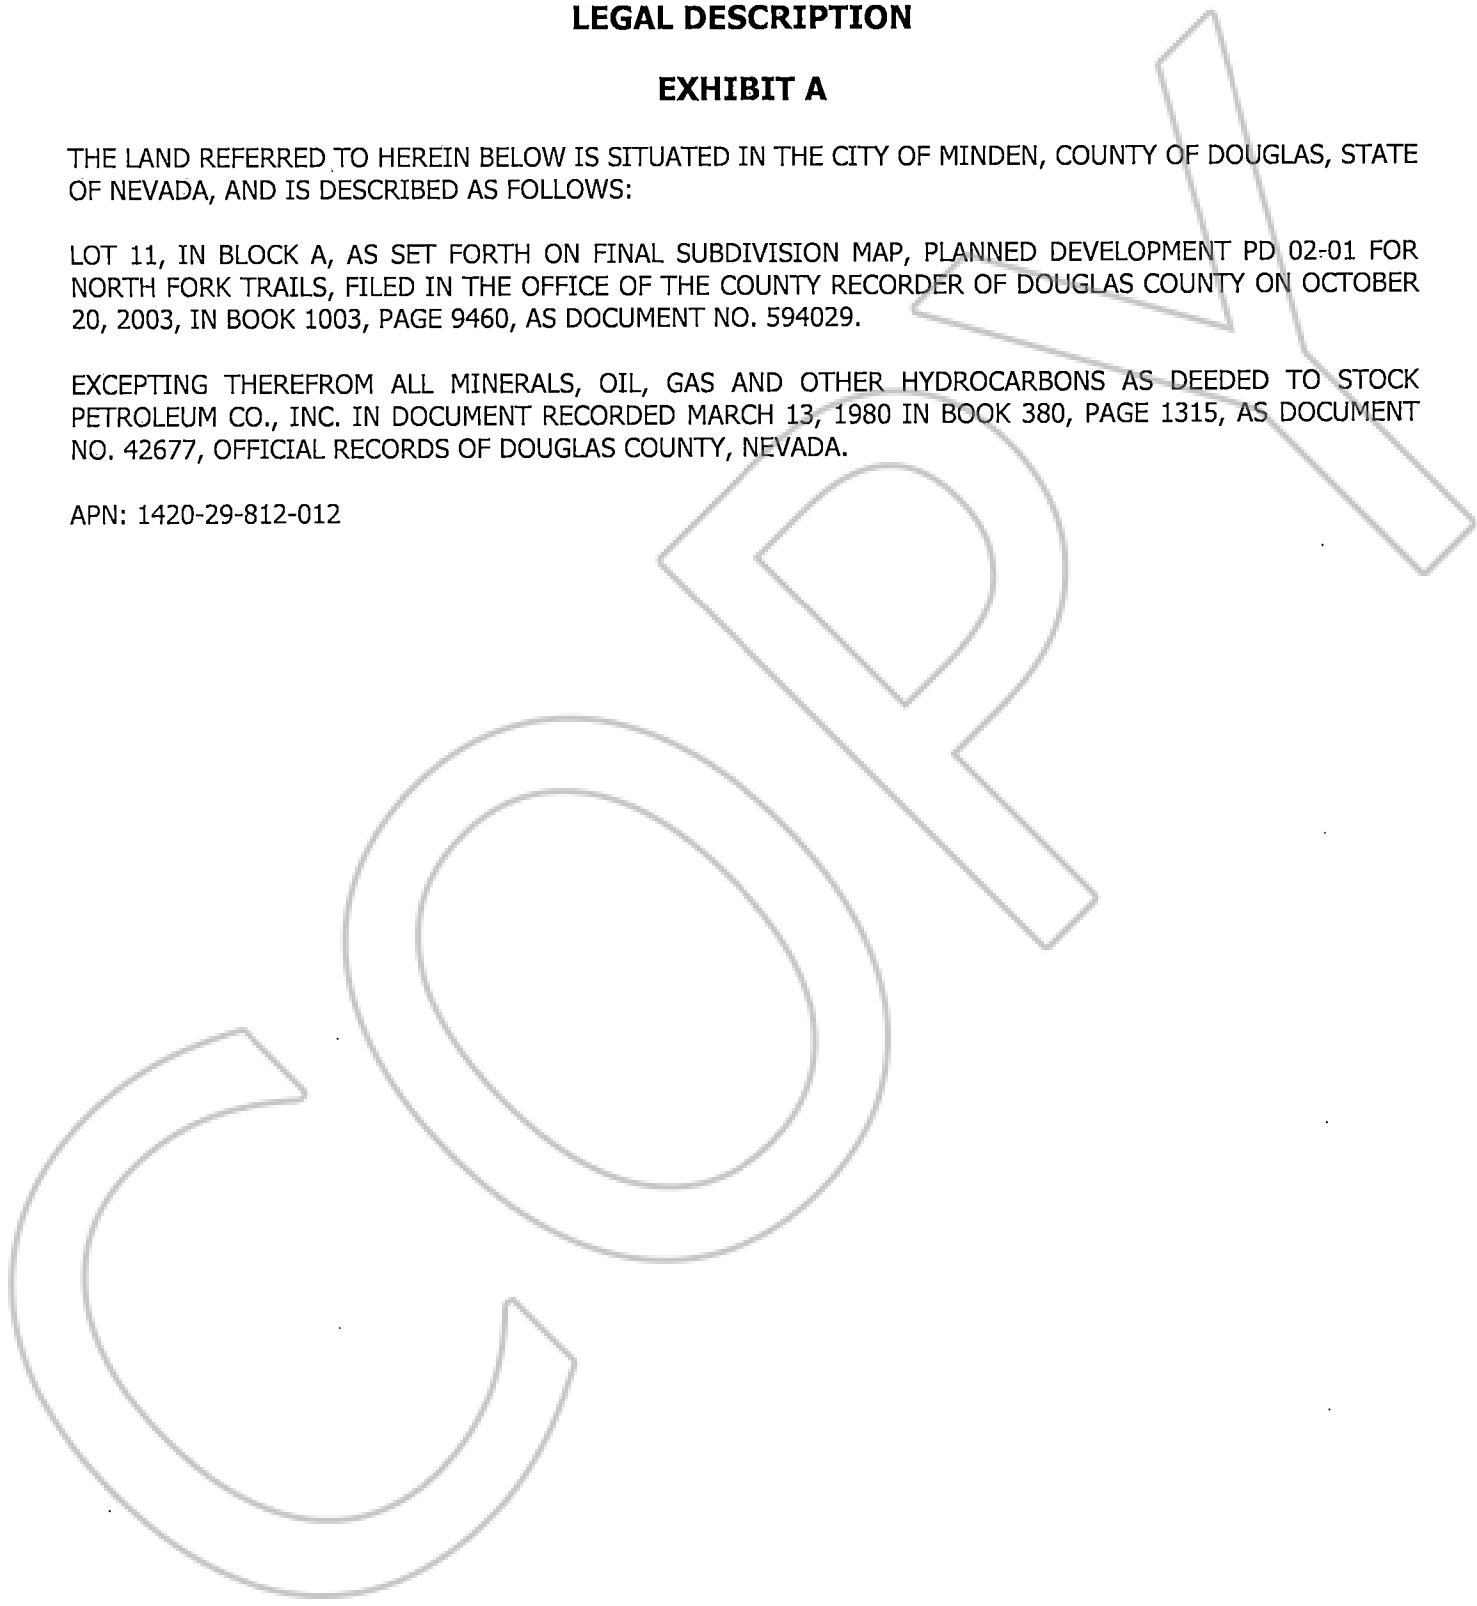 LEGAL DESCRIPTION
EXHIBIT A
THE LAND REFERRED TO HEREIN BELOW IS SITUATED IN THE CITY OF MINDEN, COUNTY OF DOUGLAS, STATE
OF NEVADA, AND IS DESCRIBED AS FOLLOWS:
LOT 11, IN BLOCK A, AS SET FORTH ON FINAL SUBDIVISION MAP, PLANNED DEVELOPMENT PD 02-01 FOR
NORTH FORK TRAILS, FILED IN THE OFFICE OF THE COUNTY RECORDER OF DOUGLAS COUNTY ON OCTOBER
20, 2003, IN BOOK 1003, PAGE 9460, AS DOCUMENT NO. 594029.
EXCEPTING THEREFROM ALL MINERALS, OIL, GAS AND OTHER HYDROCARBONS AS DEEDED TO STOCK
PETROLEUM CO., INC. IN DOCUMENT RECORDED MARCH 13, 1980 IN BOOK 380, PAGE 1315, AS DOCUMENT
NO. 42677, OFFICIAL RECORDS OF DOUGLAS COUNTY, NEVADA.
APN: 1420-29-812-012
COPY